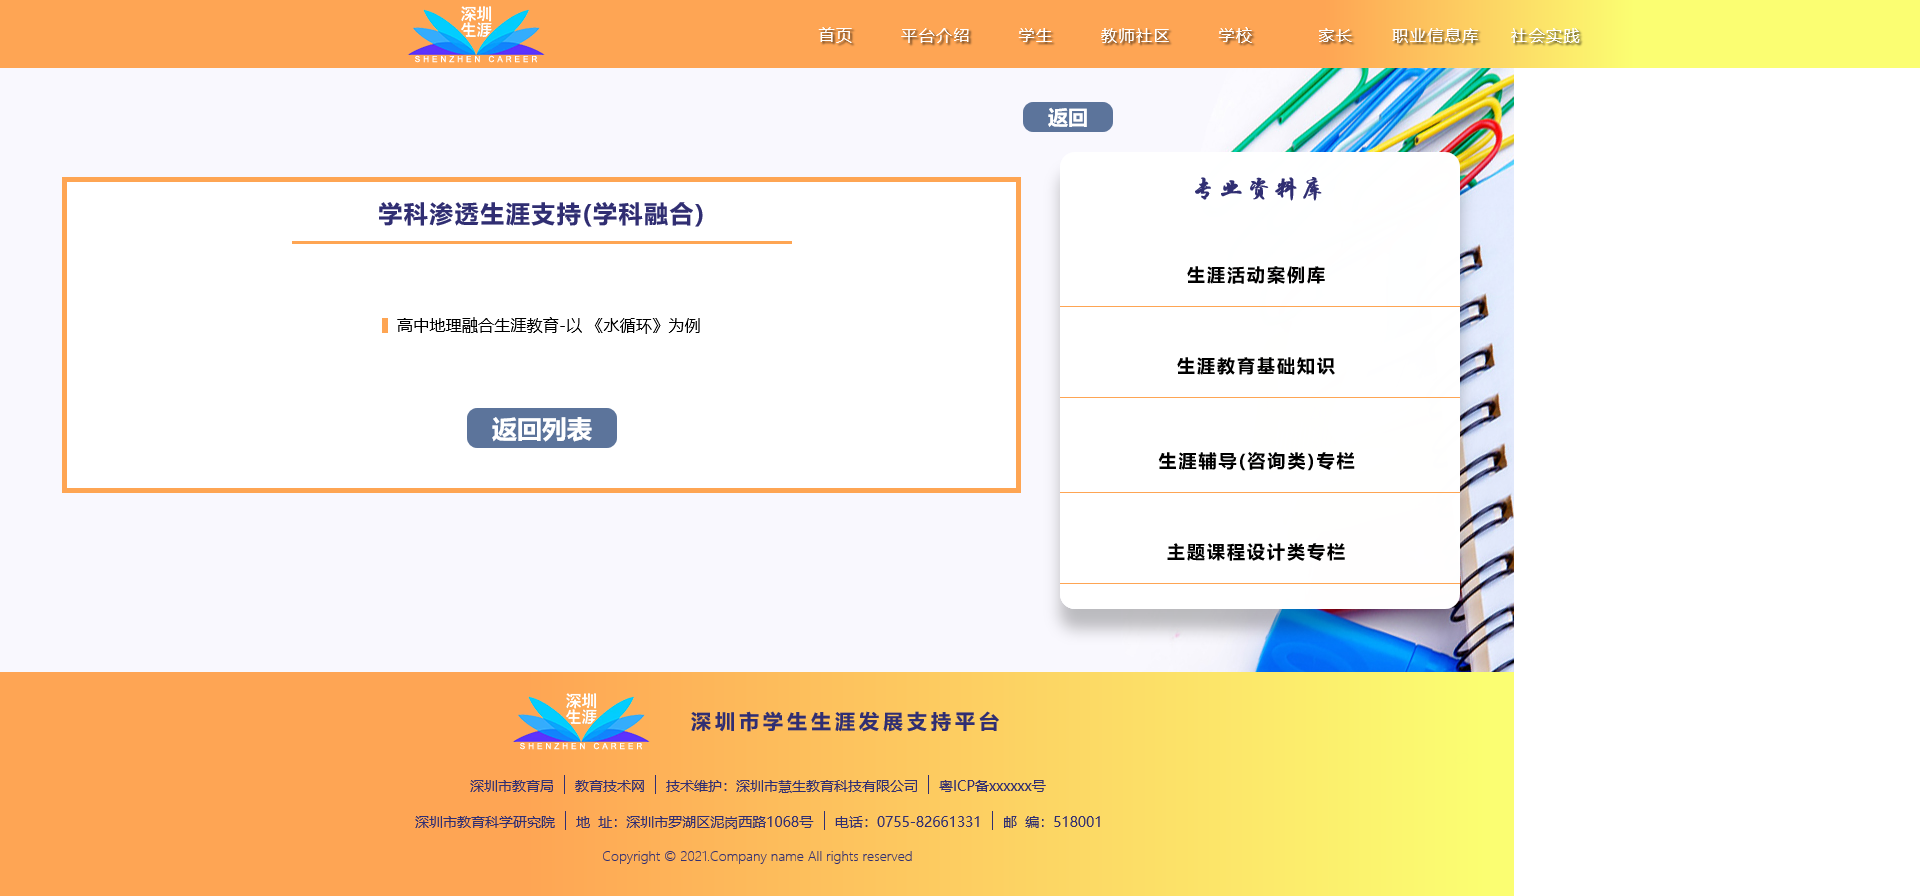 深圳
生涯
SHENZHEN CAREER
首页 平台介绍 学生 教师社区 学校 家长 职业信息库 社会实践
返回
学科渗透生涯支持(学科融合)
高中地理融合生涯教育-以 《水循环》为例
返回列表
专业资料库
生涯活动案例库
生涯教育基础知识
生涯辅导(咨询类)专栏
主题课程设计类专栏
深圳
生涯
SHENZHEN CAREER
深圳市学生生涯发展支持平台
深圳市教育局 教育技术网 技术维护：深圳市慧生教育科技有限公司 粤ICP备xxxxxx号
深圳市教育科学研究院 地 址：深圳市罗湖区泥岗西路1068号 电话：0755-82661331 邮 编：518001
Copyright © 2021.Company name All rights reserved